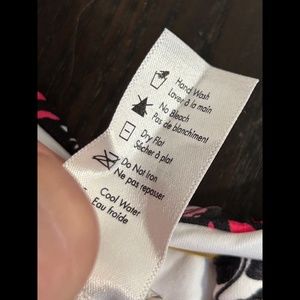 Hand Wash
Laver à la main
No Bleach
Pas de blanchiment
Dry Flat
Sécher à plat
Do Not Iron
Ne pas repasser
Cool Water
Eau froide